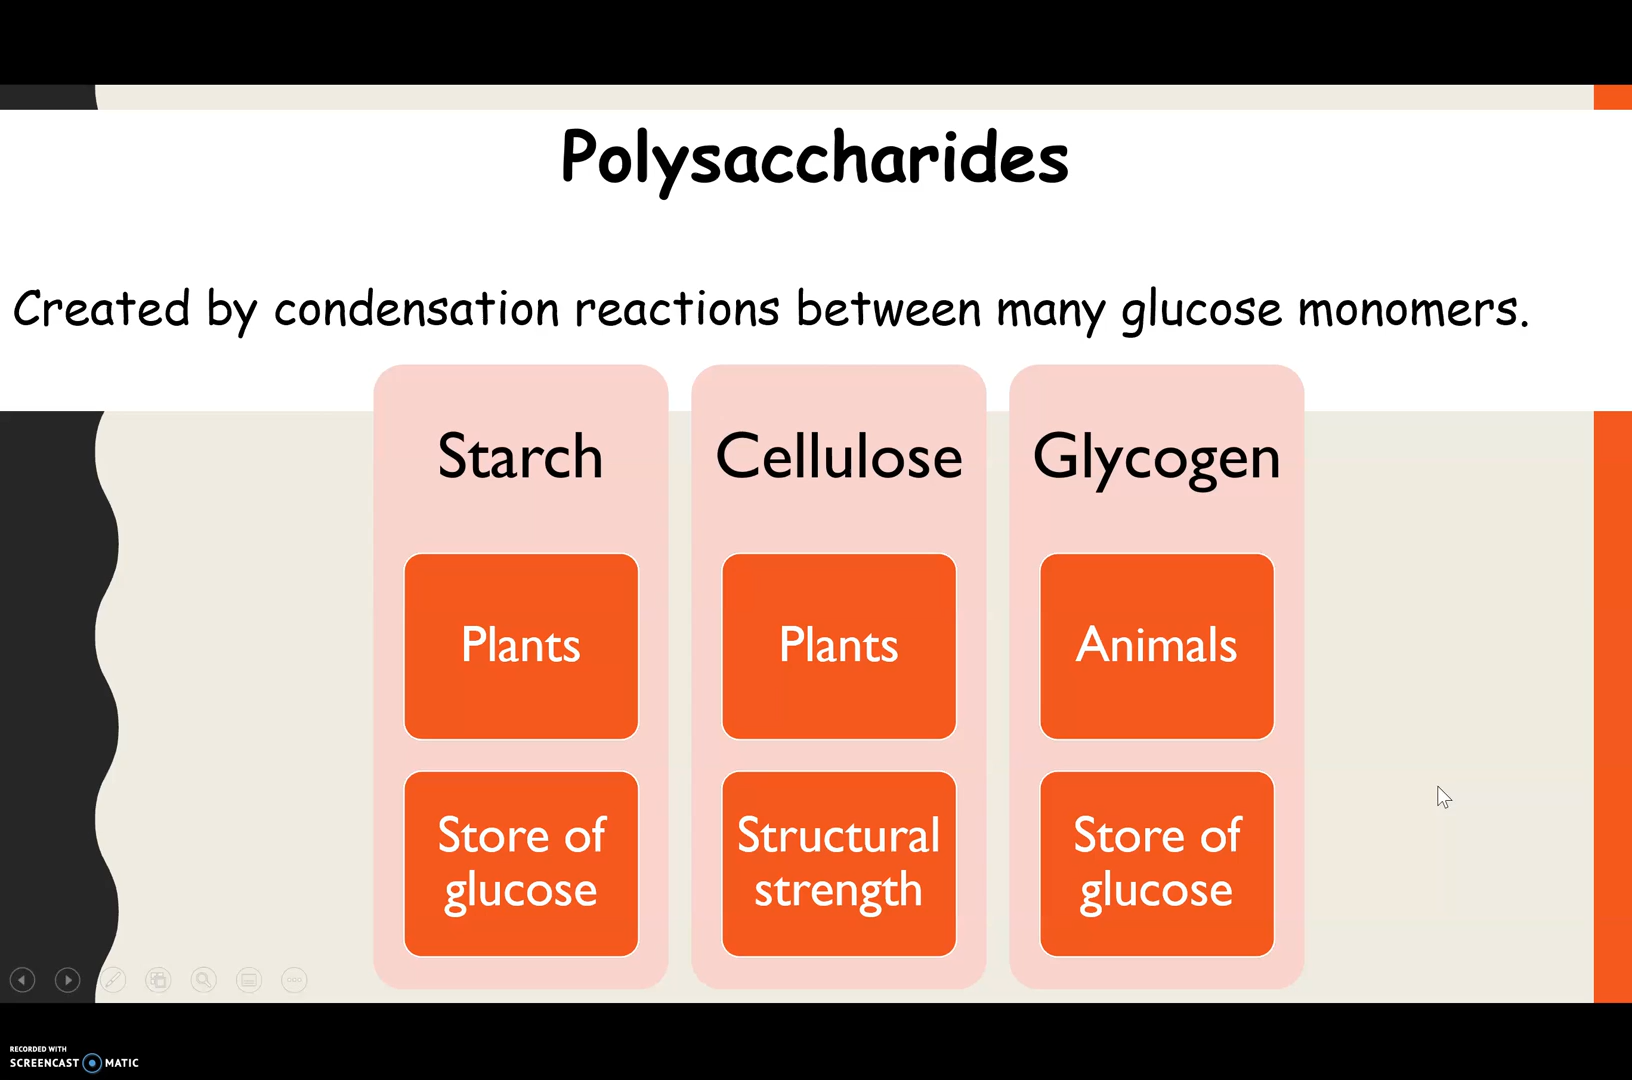 Polysaccharides
Created by condensation reactions between many glucose monomers.
Starch
Plants
Store of
glucose
Cellulose
Plants
Structural
strength
Glycogen
Animals
Store of
glucose
RECORDED WITH
SCREENCAST MATIC